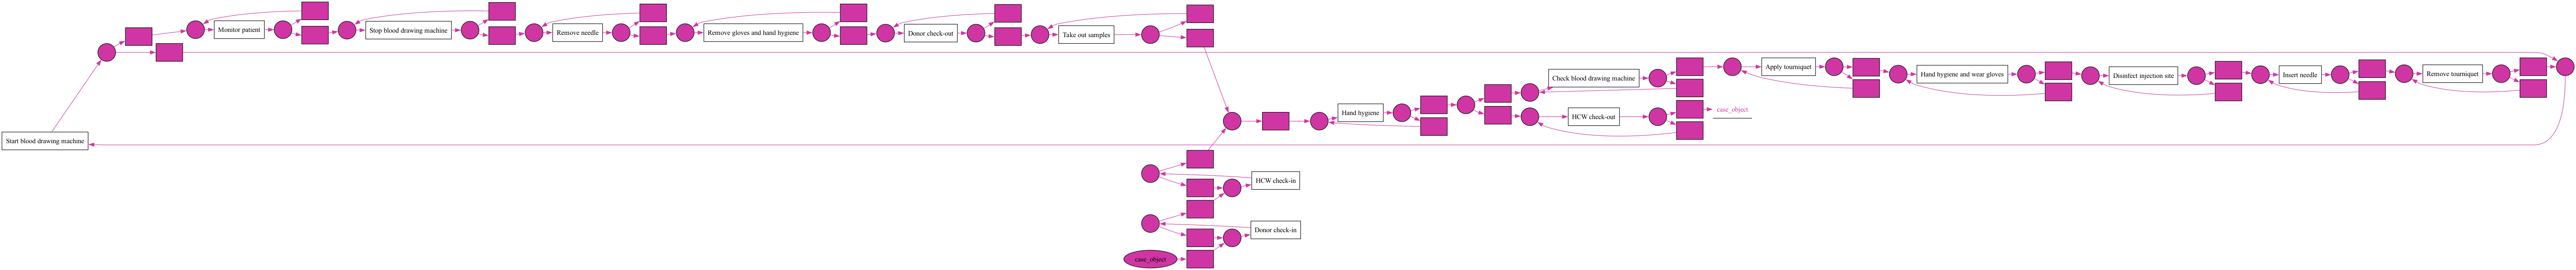 Monitor patient
Stop blood drawing machine
Remove needle
Remove gloves and hand hygiene
Donor check-out
Take out samples
Check blood drawing machine
Apply tourniquet
Hand hygiene and wear gloves
Disinfect injection site
Insert needle
Remove tourniquet
Hand hygiene
HCW check-out
case_object
Start blood drawing machine
HCW check-in
Donor check-in
case_object